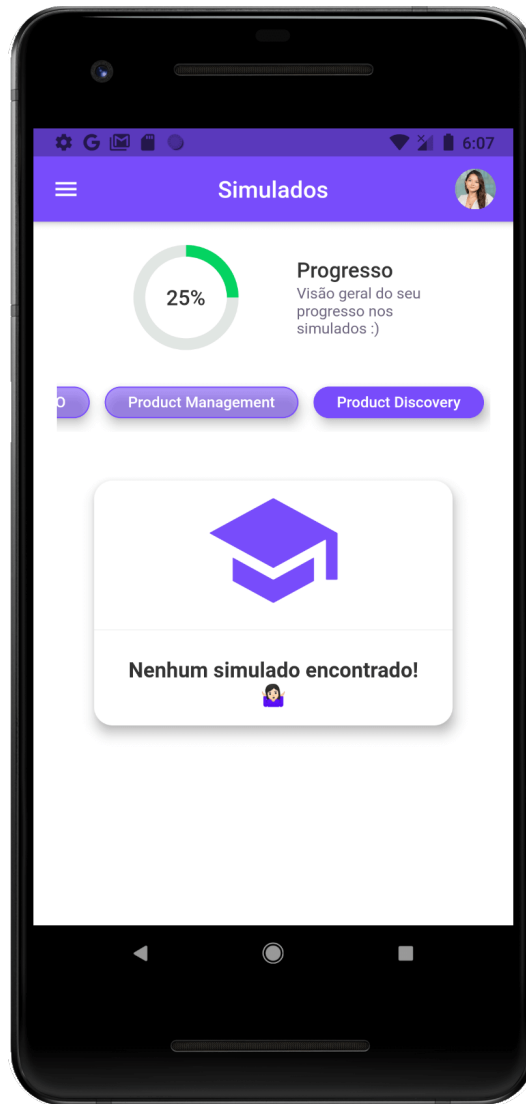 6:07
Simulados
25%
Progresso
Visão geral do seu
progresso nos
simulados :)
O
Product Management
Product Discovery
Nenhum simulado encontrado!
🤷🏻‍♀️